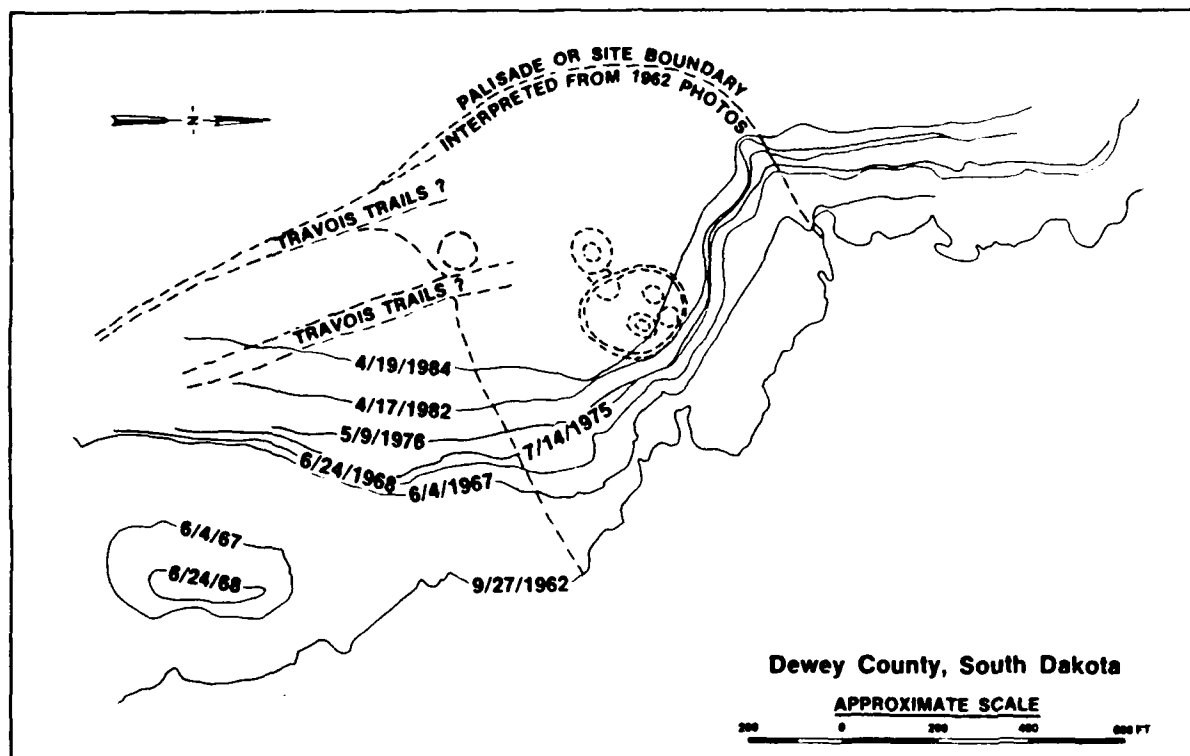 PALISADE OR SITE BOUNDARY
INTERPRETED FROM 1962 PHOTOS
N
TRAVOIS TRAILS ?
TRAVOIS TRAILS ?
4/19/1984
4/17/1982
5/9/1976
7/14/1975
6/24/1968
6/4/1967
6/4/67
6/24/68
9/27/1962
Dewey County, South Dakota
APPROXIMATE SCALE
200 0 200 400 600 FT